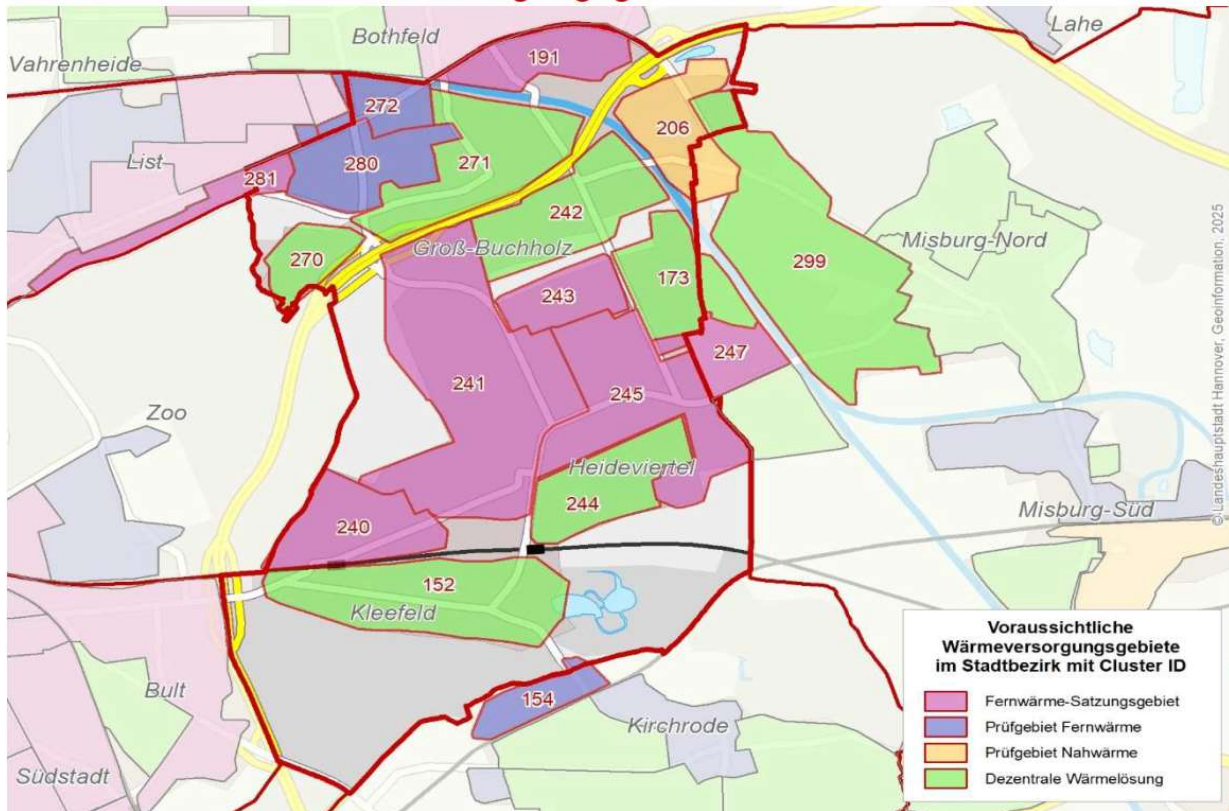 Lahe
Bothfeld
Vahrenheide
191
272
206
List
280
271
281
242
Misburg-Nord
Groß-Buchholz
270
299
173
243
247
241
245
Zoo
Heideviertel
244
Misburg-Süd
240
152
Kleefeld
Bult
154
Kirchrode
Südstadt
©Landeshauptstadt Hannover, Geoinformation, 2025
Voraussichtliche
Wärmeversorgungsgebiete
im Stadtbezirk mit Cluster ID
Fernwärme-Satzungsgebiet
Prüfgebiet Fernwärme
Prüfgebiet Nahwärme
Dezentrale Wärmelösung